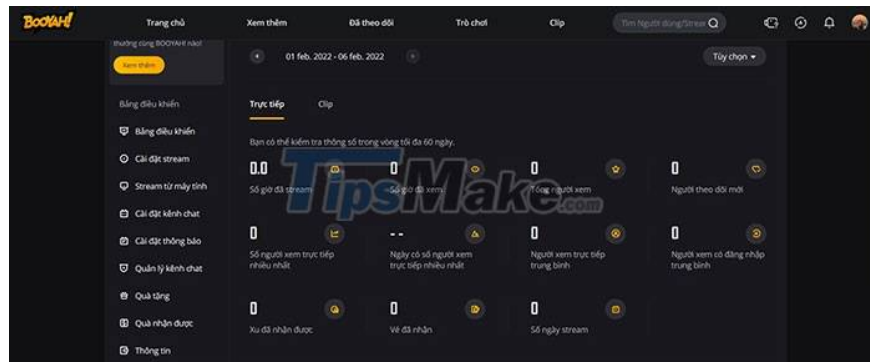 BOOYAH!
Trang chủ
Xem thêm
Đã theo dõi
Trò chơi
Clip
Tìm Người dùng/Stream
thưởng cùng BOOYAH! nào!
Xem thêm
01 feb. 2022 - 06 feb. 2022
Tùy chọn
Bảng điều khiển
Bảng điều khiển
Cài đặt stream
Stream từ máy tính
Cài đặt kênh chat
Cài đặt thông báo
Quản lý kênh chat
Quà tặng
Quà nhận được
Thông tin
Trực tiếp
Clip
Bạn có thể kiểm tra thông số trong vòng tối đa 60 ngày.
0.0
Số giờ đã stream
0
Số giờ đã xem
0
Tổng người xem
0
Người theo dõi mới
TipsMake.com
0
Số người xem trực tiếp
nhiều nhất
--
Ngày có số người xem
trực tiếp nhiều nhất
0
Người xem trực tiếp
trung bình
0
Người xem có đăng nhập
trung bình
0
Xu đã nhận được
0
Vé đã nhận
0
Số ngày stream